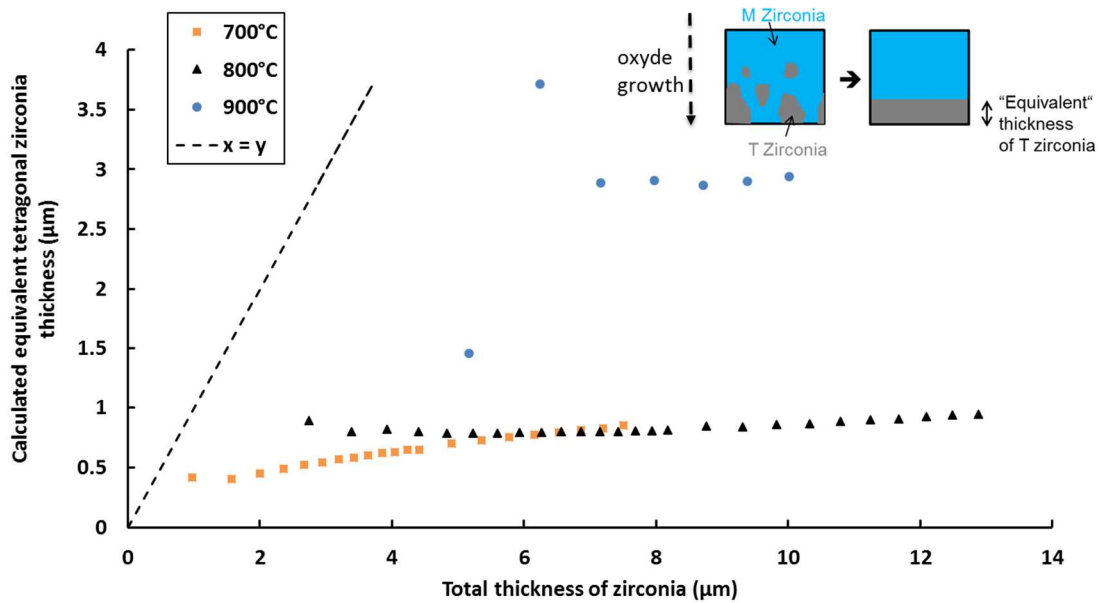 700°C
800°C
900°C
x = y
oxyde
growth
M Zirconia
T Zirconia
“Equivalent“
thickness
of T zirconia
Calculated equivalent tetragonal zirconia
thickness (µm)
4
3.5
3
2.5
2
1.5
1
0.5
0
0
2
4
6
8
10
12
14
Total thickness of zirconia (µm)